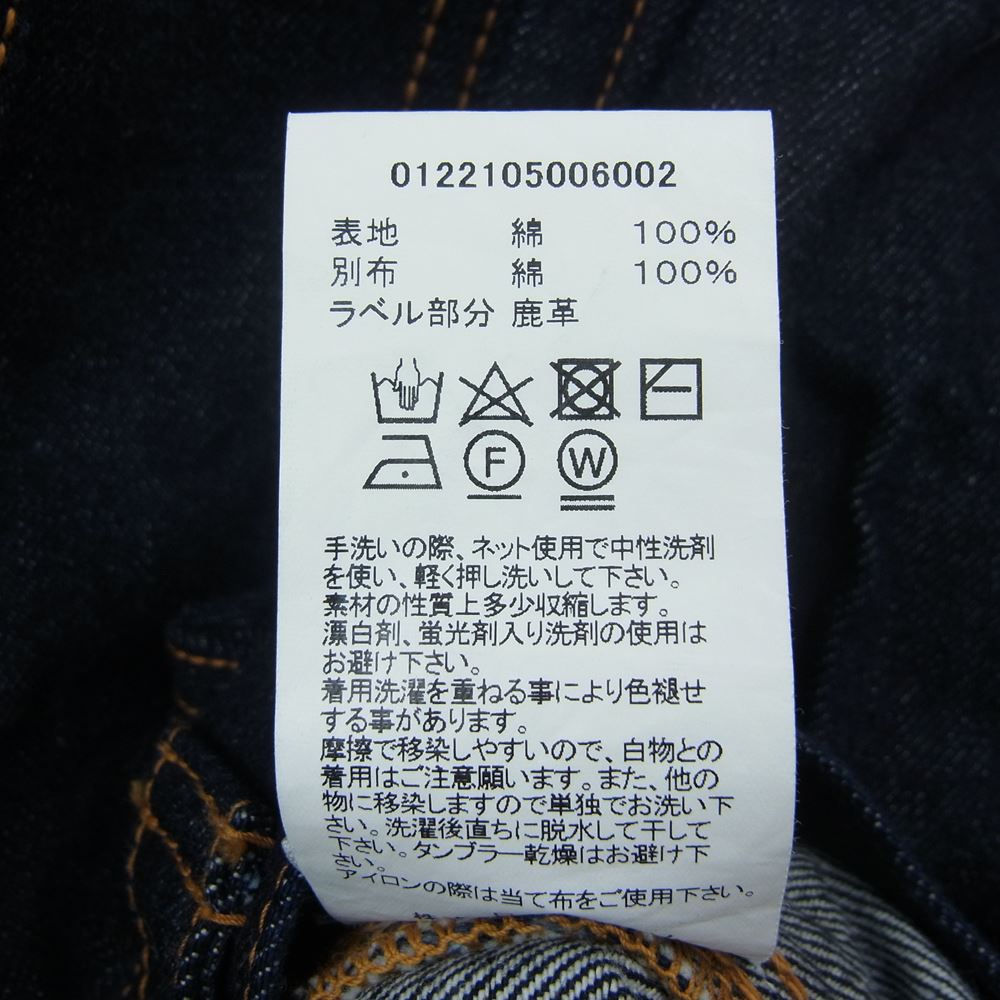 0122105006002
表地 綿 100%
別布 綿 100%
ラベル部分 鹿革
F W
手洗いの際、ネット使用で中性洗剤
を使い、軽く押し洗いして下さい。
素材の性質上多少収縮します。
漂白剤、蛍光剤入り洗剤の使用は
お避け下さい。
着用洗濯を重ねる事により色褪せ
する事があります。
摩擦で移染しやすいので、白物との
着用はご注意願います。また、他の
物に移染しますので単独でお洗い下
さい。洗濯後直ちに脱水して干して
下さい。タンブラー乾燥はお避け下
さい。
アイロンの際は当て布をご使用下さい。